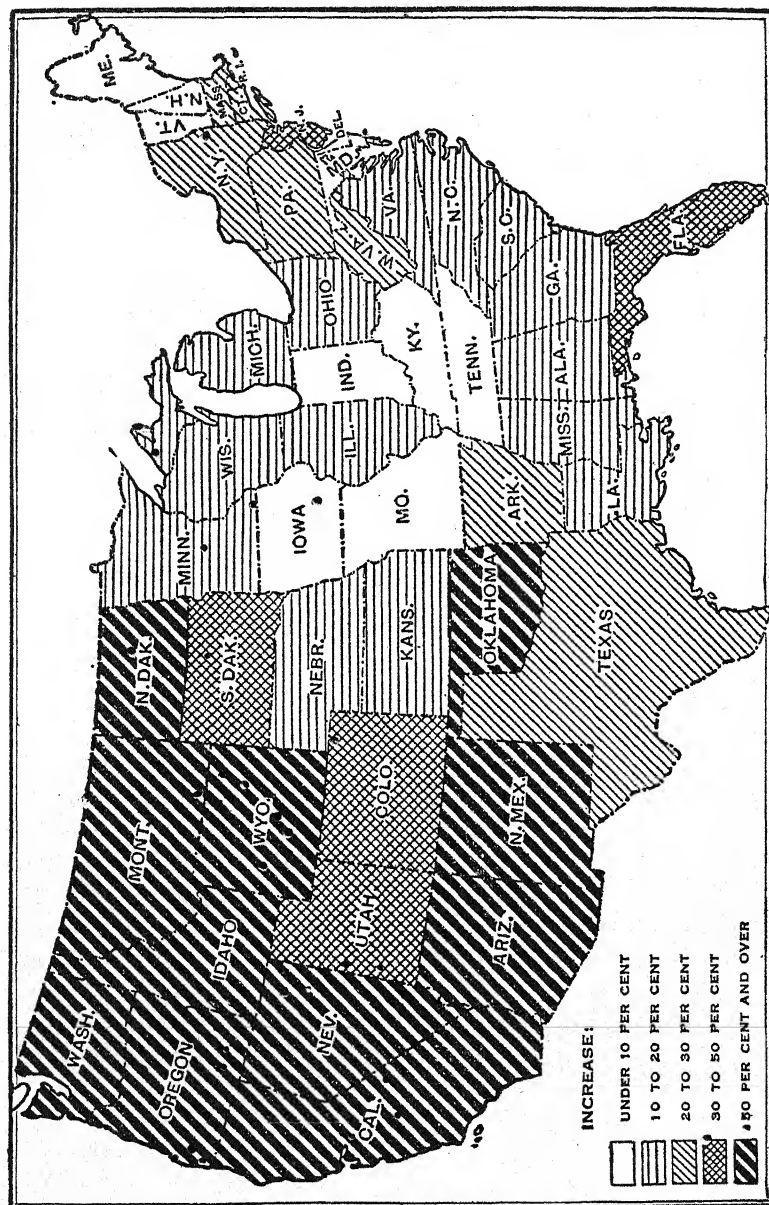 WASH.
OREGON
CAL.
NEV.
IDAHO
MONT.
WYO.
UTAH
COLO.
ARIZ.
N. MEX.
N. DAK.
S. DAK.
NEBR.
KANS.
OKLAHOMA
TEXAS
MINN.
IOWA
MO.
ARK.
LA.
WIS.
ILL.
MICH.
IND.
OHIO
KY.
TENN.
MISS.
ALA.
GA.
FLA.
S.C.
N.C.
VA.
W. VA.
MD.
DEL.
PA.
N.J.
N.Y.
CT.
R.I.
MASS.
VT.
N.H.
ME.
INCREASE:
UNDER 10 PER CENT
10 TO 20 PER CENT
20 TO 30 PER CENT
30 TO 50 PER CENT
50 PER CENT AND OVER